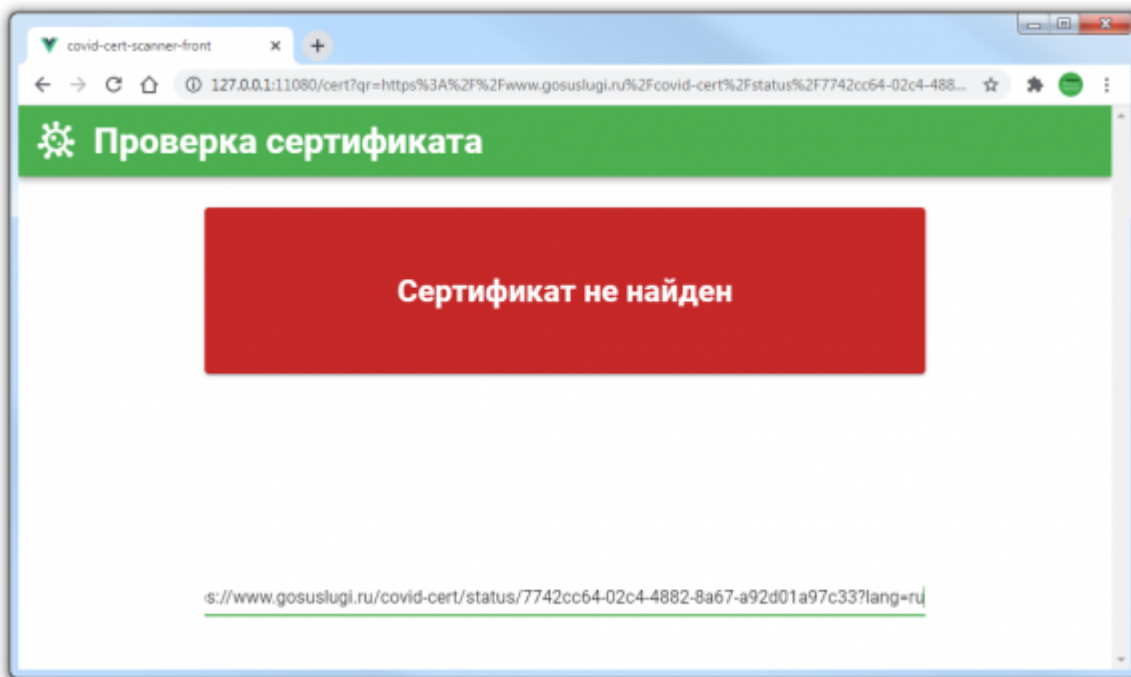 covid-cert-scanner-front
127.0.0.1:11080/cert?qr=https%3A%2F%2Fwww.gosuslugi.ru%2Fcovid-cert%2Fstatus%2F7742cc64-02c4-488...
Проверка сертификата
Сертификат не найден
s://www.gosuslugi.ru/covid-cert/status/7742cc64-02c4-4882-8a67-a92d01a97c33?lang=ru